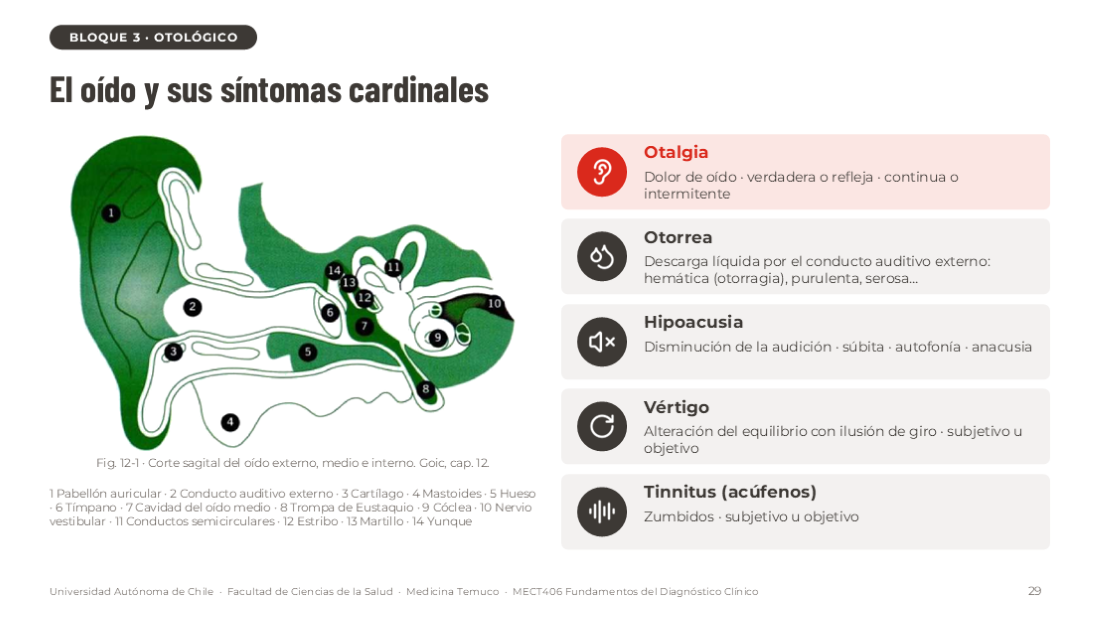 BLOQUE 3 · OTOLÓGICO
El oído y sus síntomas cardinales
1
2
3
4
5
6
7
8
9
10
11
12
13
14
Fig. 12-1 · Corte sagital del oído externo, medio e interno. Goic, cap. 12.
1 Pabellón auricular · 2 Conducto auditivo externo · 3 Cartílago · 4 Mastoides · 5 Hueso
· 6 Tímpano · 7 Cavidad del oído medio · 8 Trompa de Eustaquio · 9 Cóclea · 10 Nervio
vestibular · 11 Conductos semicirculares · 12 Estribo · 13 Martillo · 14 Yunque
Otalgia
Dolor de oído · verdadera o refleja · continua o
intermitente
Otorrea
Descarga líquida por el conducto auditivo externo:
hemática (otorragia), purulenta, serosa...
Hipoacusia
Disminución de la audición · súbita · autofonía · anacusia
Vértigo
Alteración del equilibrio con ilusión de giro · subjetivo u
objetivo
Tinnitus (acúfenos)
Zumbidos · subjetivo u objetivo
Universidad Autónoma de Chile · Facultad de Ciencias de la Salud · Medicina Temuco · MECT406 Fundamentos del Diagnóstico Clínico
29